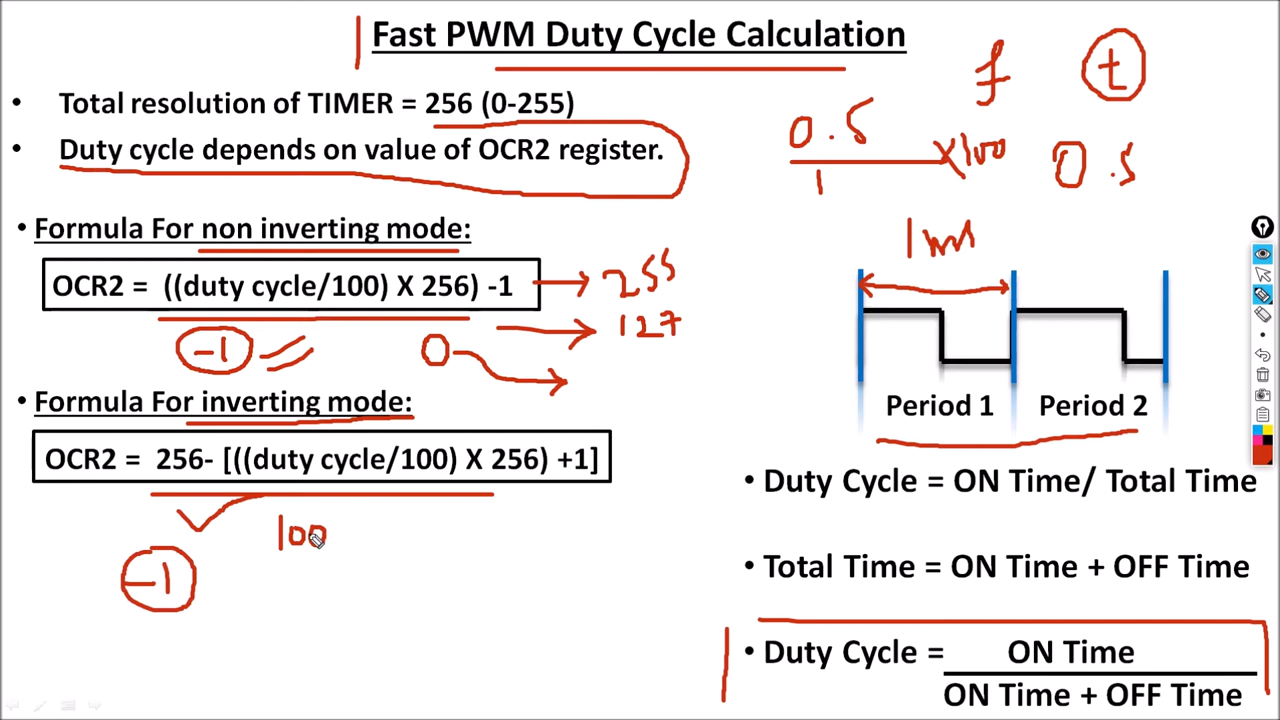 Fast PWM Duty Cycle Calculation
• Total resolution of TIMER = 256 (0-255)
• Duty cycle depends on value of OCR2 register.
• Formula For non inverting mode:
OCR2 = ((duty cycle/100) X 256) -1
255
127
-1
0
• Formula For inverting mode:
OCR2 = 256- [((duty cycle/100) X 256) +1]
100
-1
f t
0.5
1
X100
0.5
1ms
Period 1 Period 2
• Duty Cycle = ON Time/ Total Time
• Total Time = ON Time + OFF Time
• Duty Cycle = ON Time
ON Time + OFF Time